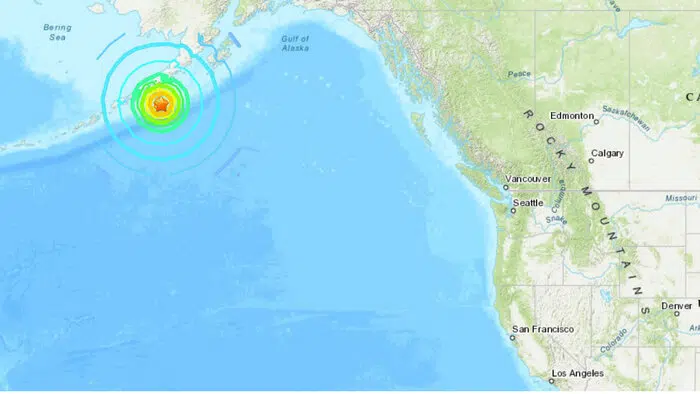 Bering
Sea
Gulf of
Alaska
Peace
C
Edmonton
Saskatchewan
ROCKY MOUNTAINS
Calgary
Vancouver
Columbia
Seattle
Snake
Missouri
Denver
San Francisco
Colorado
Los Angeles